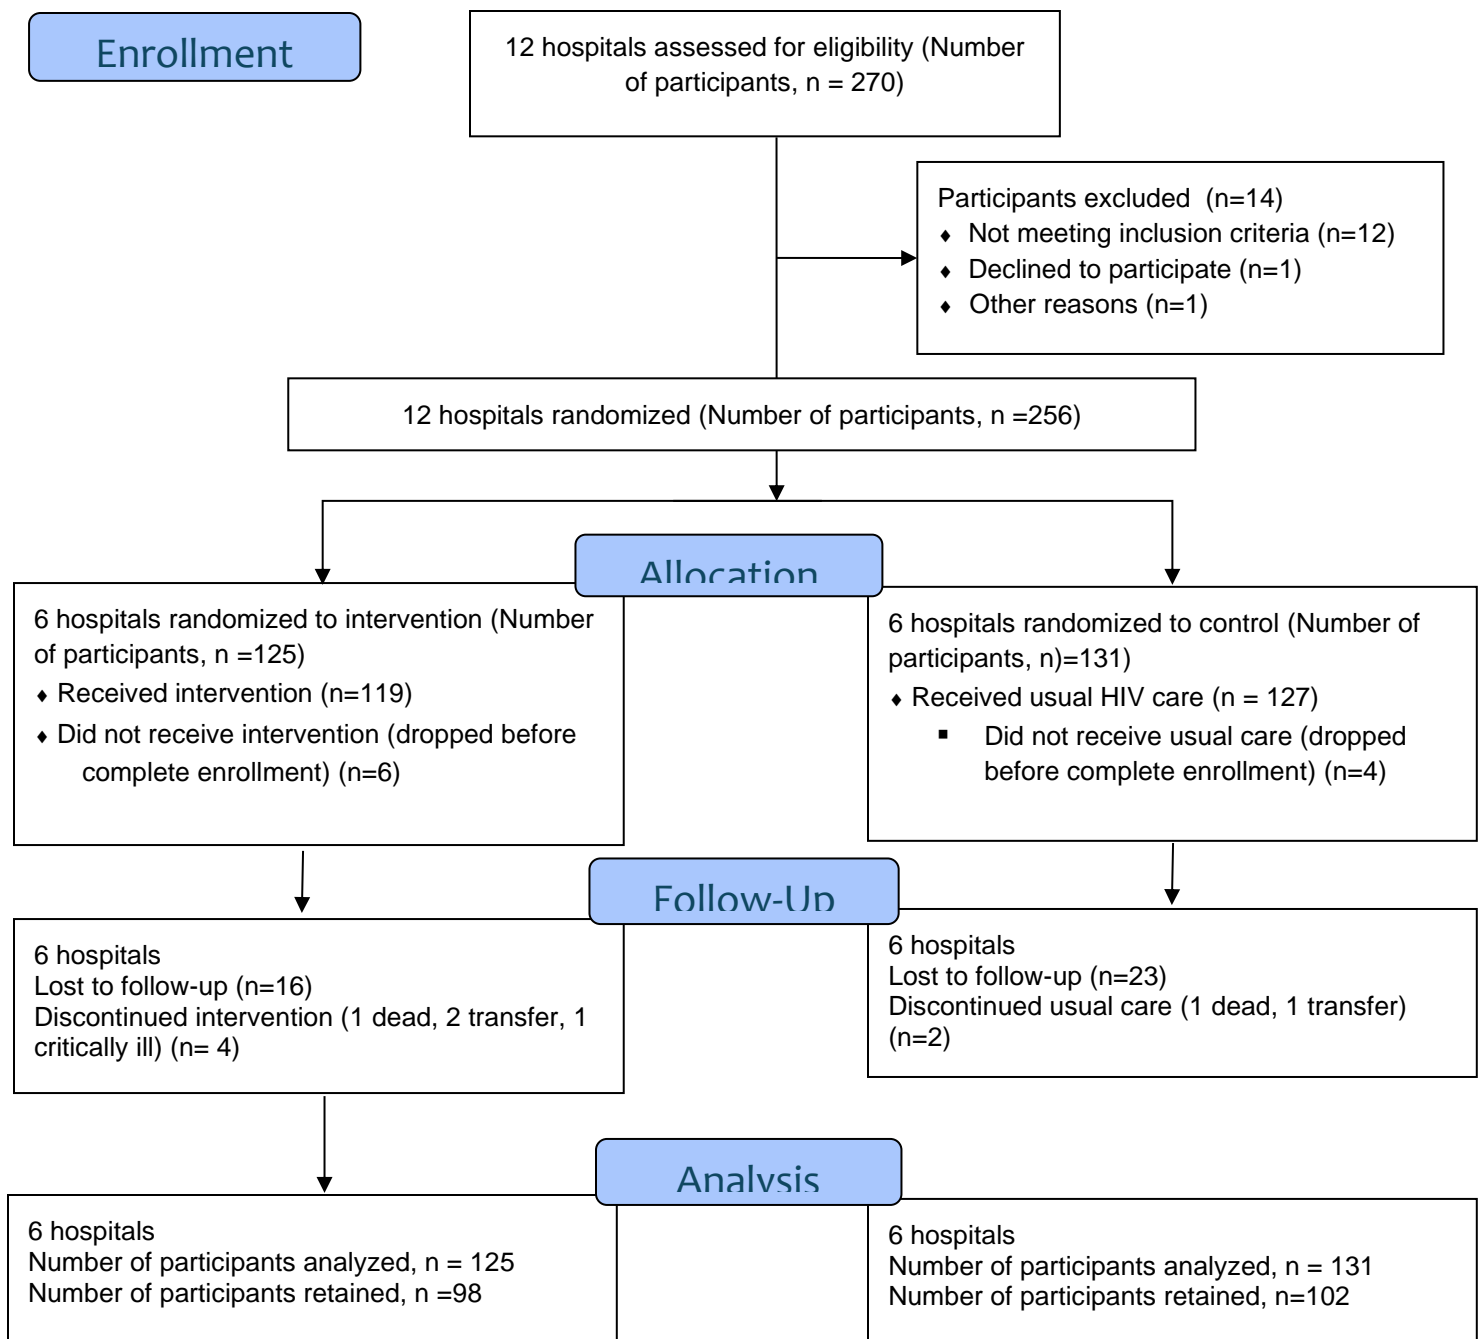 Enrollment
12 hospitals assessed for eligibility (Number
of participants, n = 270)
Participants excluded (n=14)
♦ Not meeting inclusion criteria (n=12)
♦ Declined to participate (n=1)
♦ Other reasons (n=1)
12 hospitals randomized (Number of participants, n =256)
Allocation
6 hospitals randomized to intervention (Number
of participants, n =125)
♦ Received intervention (n=119)
♦ Did not receive intervention (dropped before
complete enrollment) (n=6)
6 hospitals randomized to control (Number of
participants, n)=131)
♦ Received usual HIV care (n = 127)
▪ Did not receive usual care (dropped
before complete enrollment) (n=4)
Follow-Up
6 hospitals
Lost to follow-up (n=16)
Discontinued intervention (1 dead, 2 transfer, 1
critically ill) (n= 4)
6 hospitals
Lost to follow-up (n=23)
Discontinued usual care (1 dead, 1 transfer)
(n=2)
Analysis
6 hospitals
Number of participants analyzed, n = 125
Number of participants retained, n =98
6 hospitals
Number of participants analyzed, n = 131
Number of participants retained, n=102